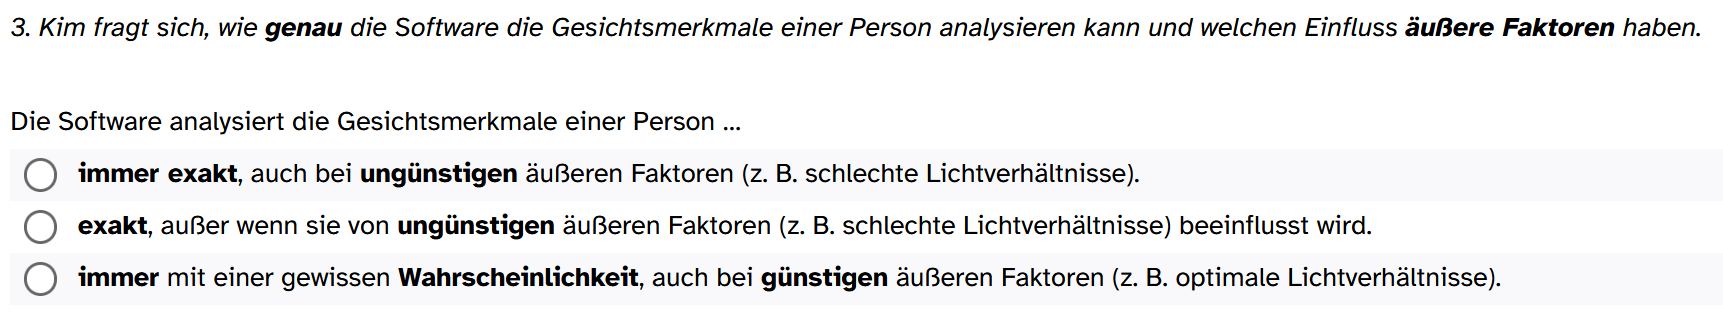 3. Kim fragt sich, wie genau die Software die Gesichtsmerkmale einer Person analysieren kann und welchen Einfluss äußere Faktoren haben.
Die Software analysiert die Gesichtsmerkmale einer Person ...
immer exakt, auch bei ungünstigen äußeren Faktoren (z. B. schlechte Lichtverhältnisse).
exakt, außer wenn sie von ungünstigen äußeren Faktoren (z. B. schlechte Lichtverhältnisse) beeinflusst wird.
immer mit einer gewissen Wahrscheinlichkeit, auch bei günstigen äußeren Faktoren (z. B. optimale Lichtverhältnisse).